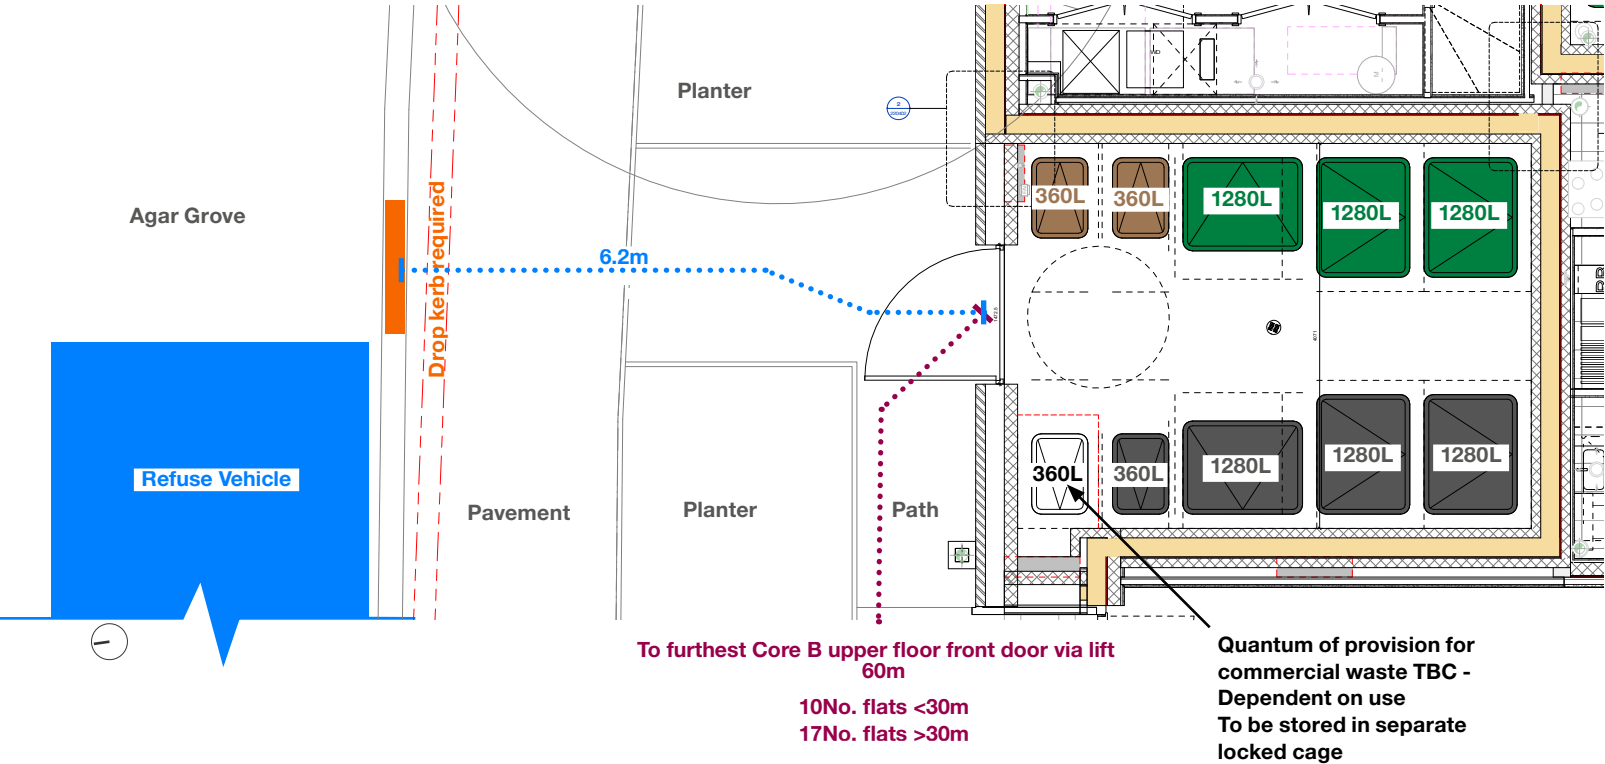 Planter
2
WD
M
Agar Grove
Drop kerb required
6.2m
360L
360L
1280L
1280L
1280L
Refuse Vehicle
Pavement
Planter
Path
360L
360L
1280L
1280L
1280L
To furthest Core B upper floor front door via lift
60m
10No. flats <30m
17No. flats >30m
Quantum of provision for
commercial waste TBC -
Dependent on use
To be stored in separate
locked cage